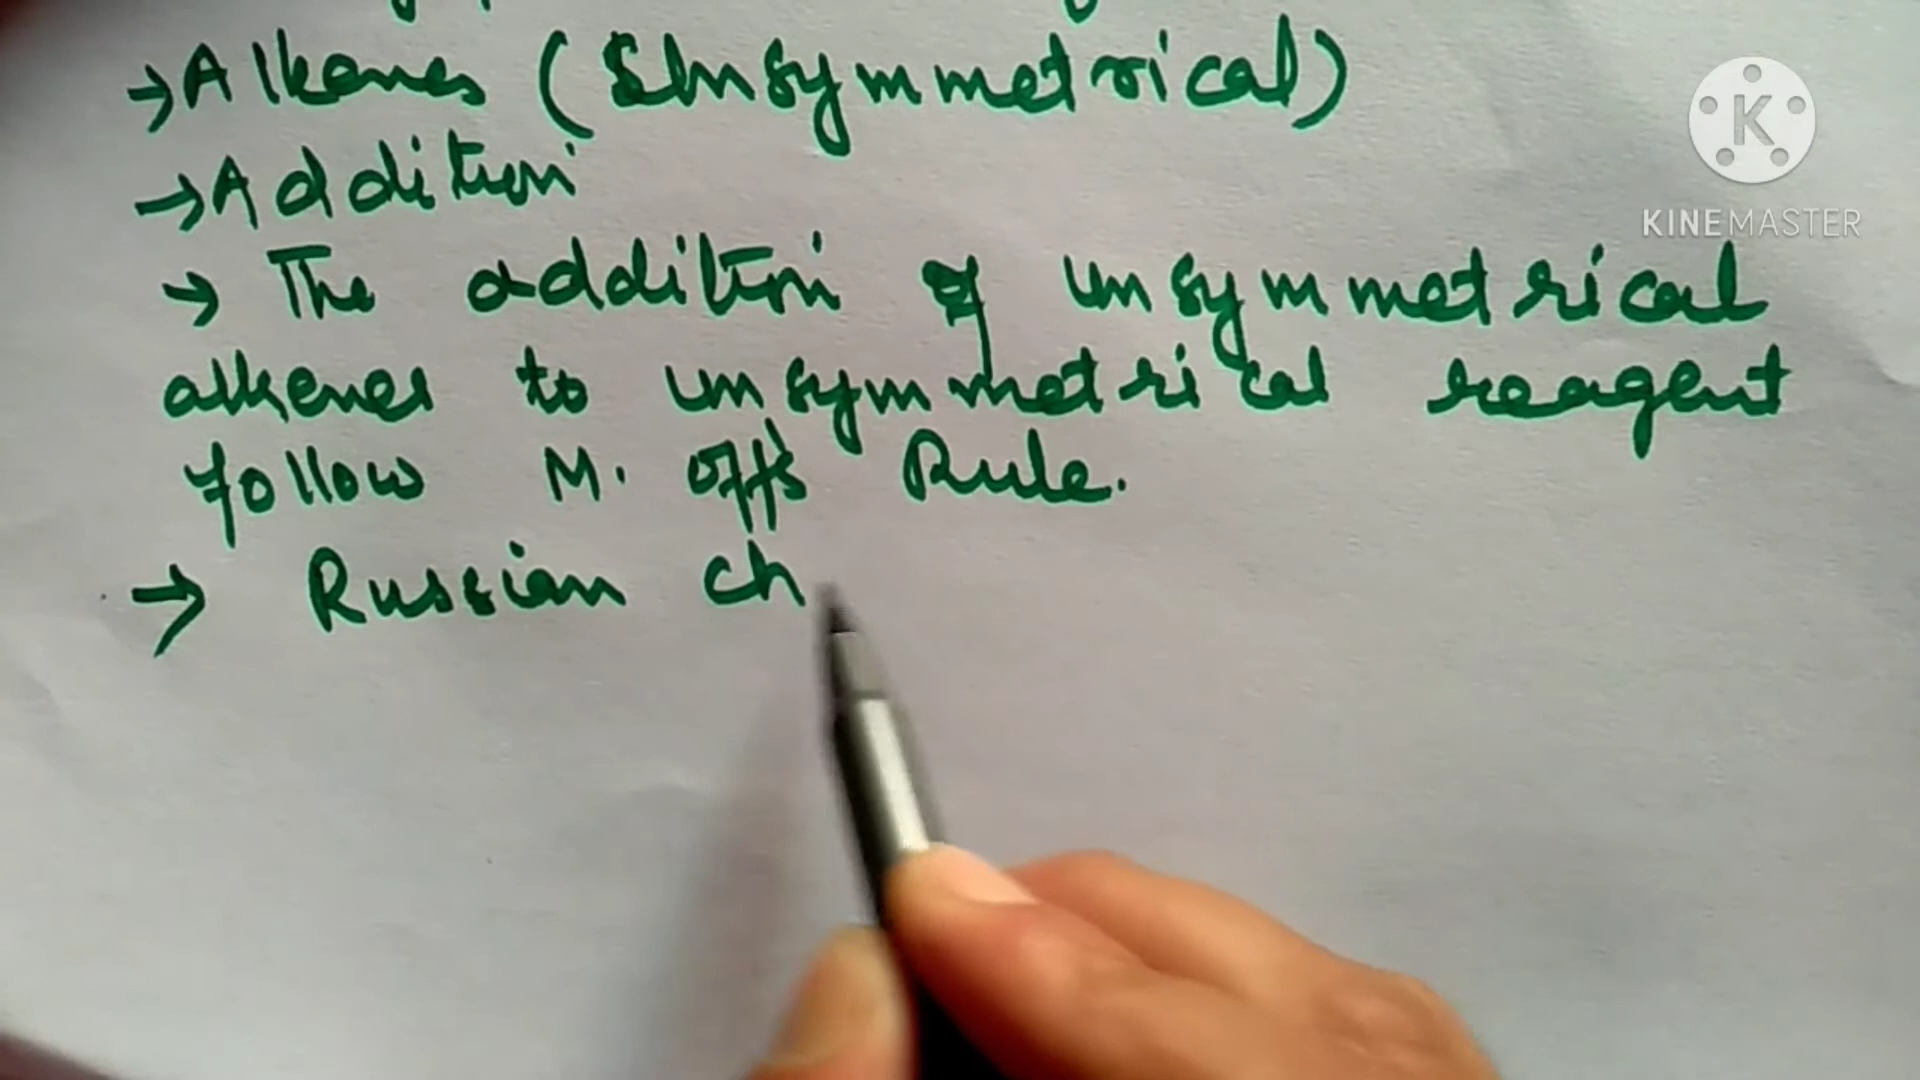 → Alkenes (Unsymmetrical)
→ Addition
→ The addition of unsymmetrical
alkenes to unsymmetrical reagent
follow M. off's Rule.
→ Russian ch
K
KINEMASTER